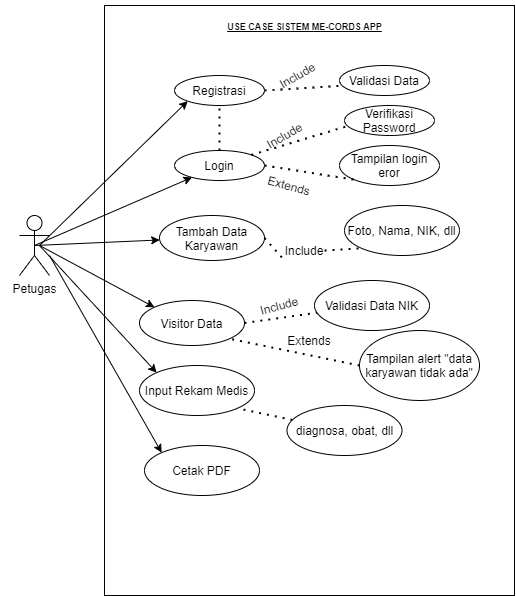 USE CASE SISTEM ME-CORDS APP
Registrasi
Include
Validasi Data
Include
Verifikasi
Password
Login
Extends
Tampilan login
eror
Tambah Data
Karyawan
Include
Foto, Nama, NIK, dll
Petugas
Visitor Data
Include
Validasi Data NIK
Extends
Tampilan alert "data
karyawan tidak ada"
Input Rekam Medis
diagnosa, obat, dll
Cetak PDF